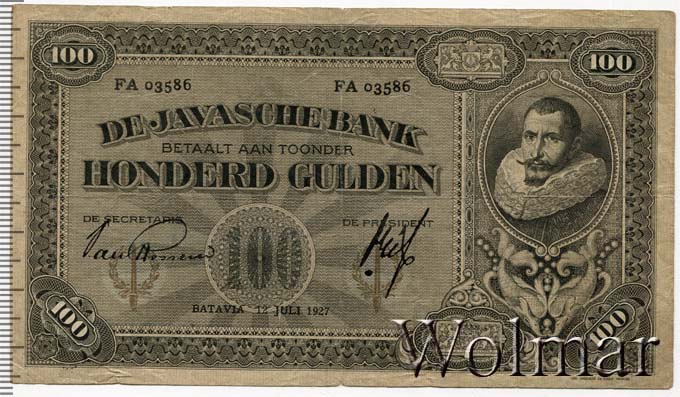 100
100
FA 03586
FA 03586
DE JAVASCHE BANK
BETAALT AAN TOONDER
HONDERD GULDEN
DE SECRETARIS
DE PRESIDENT
100
BATAVIA 12 JULI 1927
100
100
Wolmar